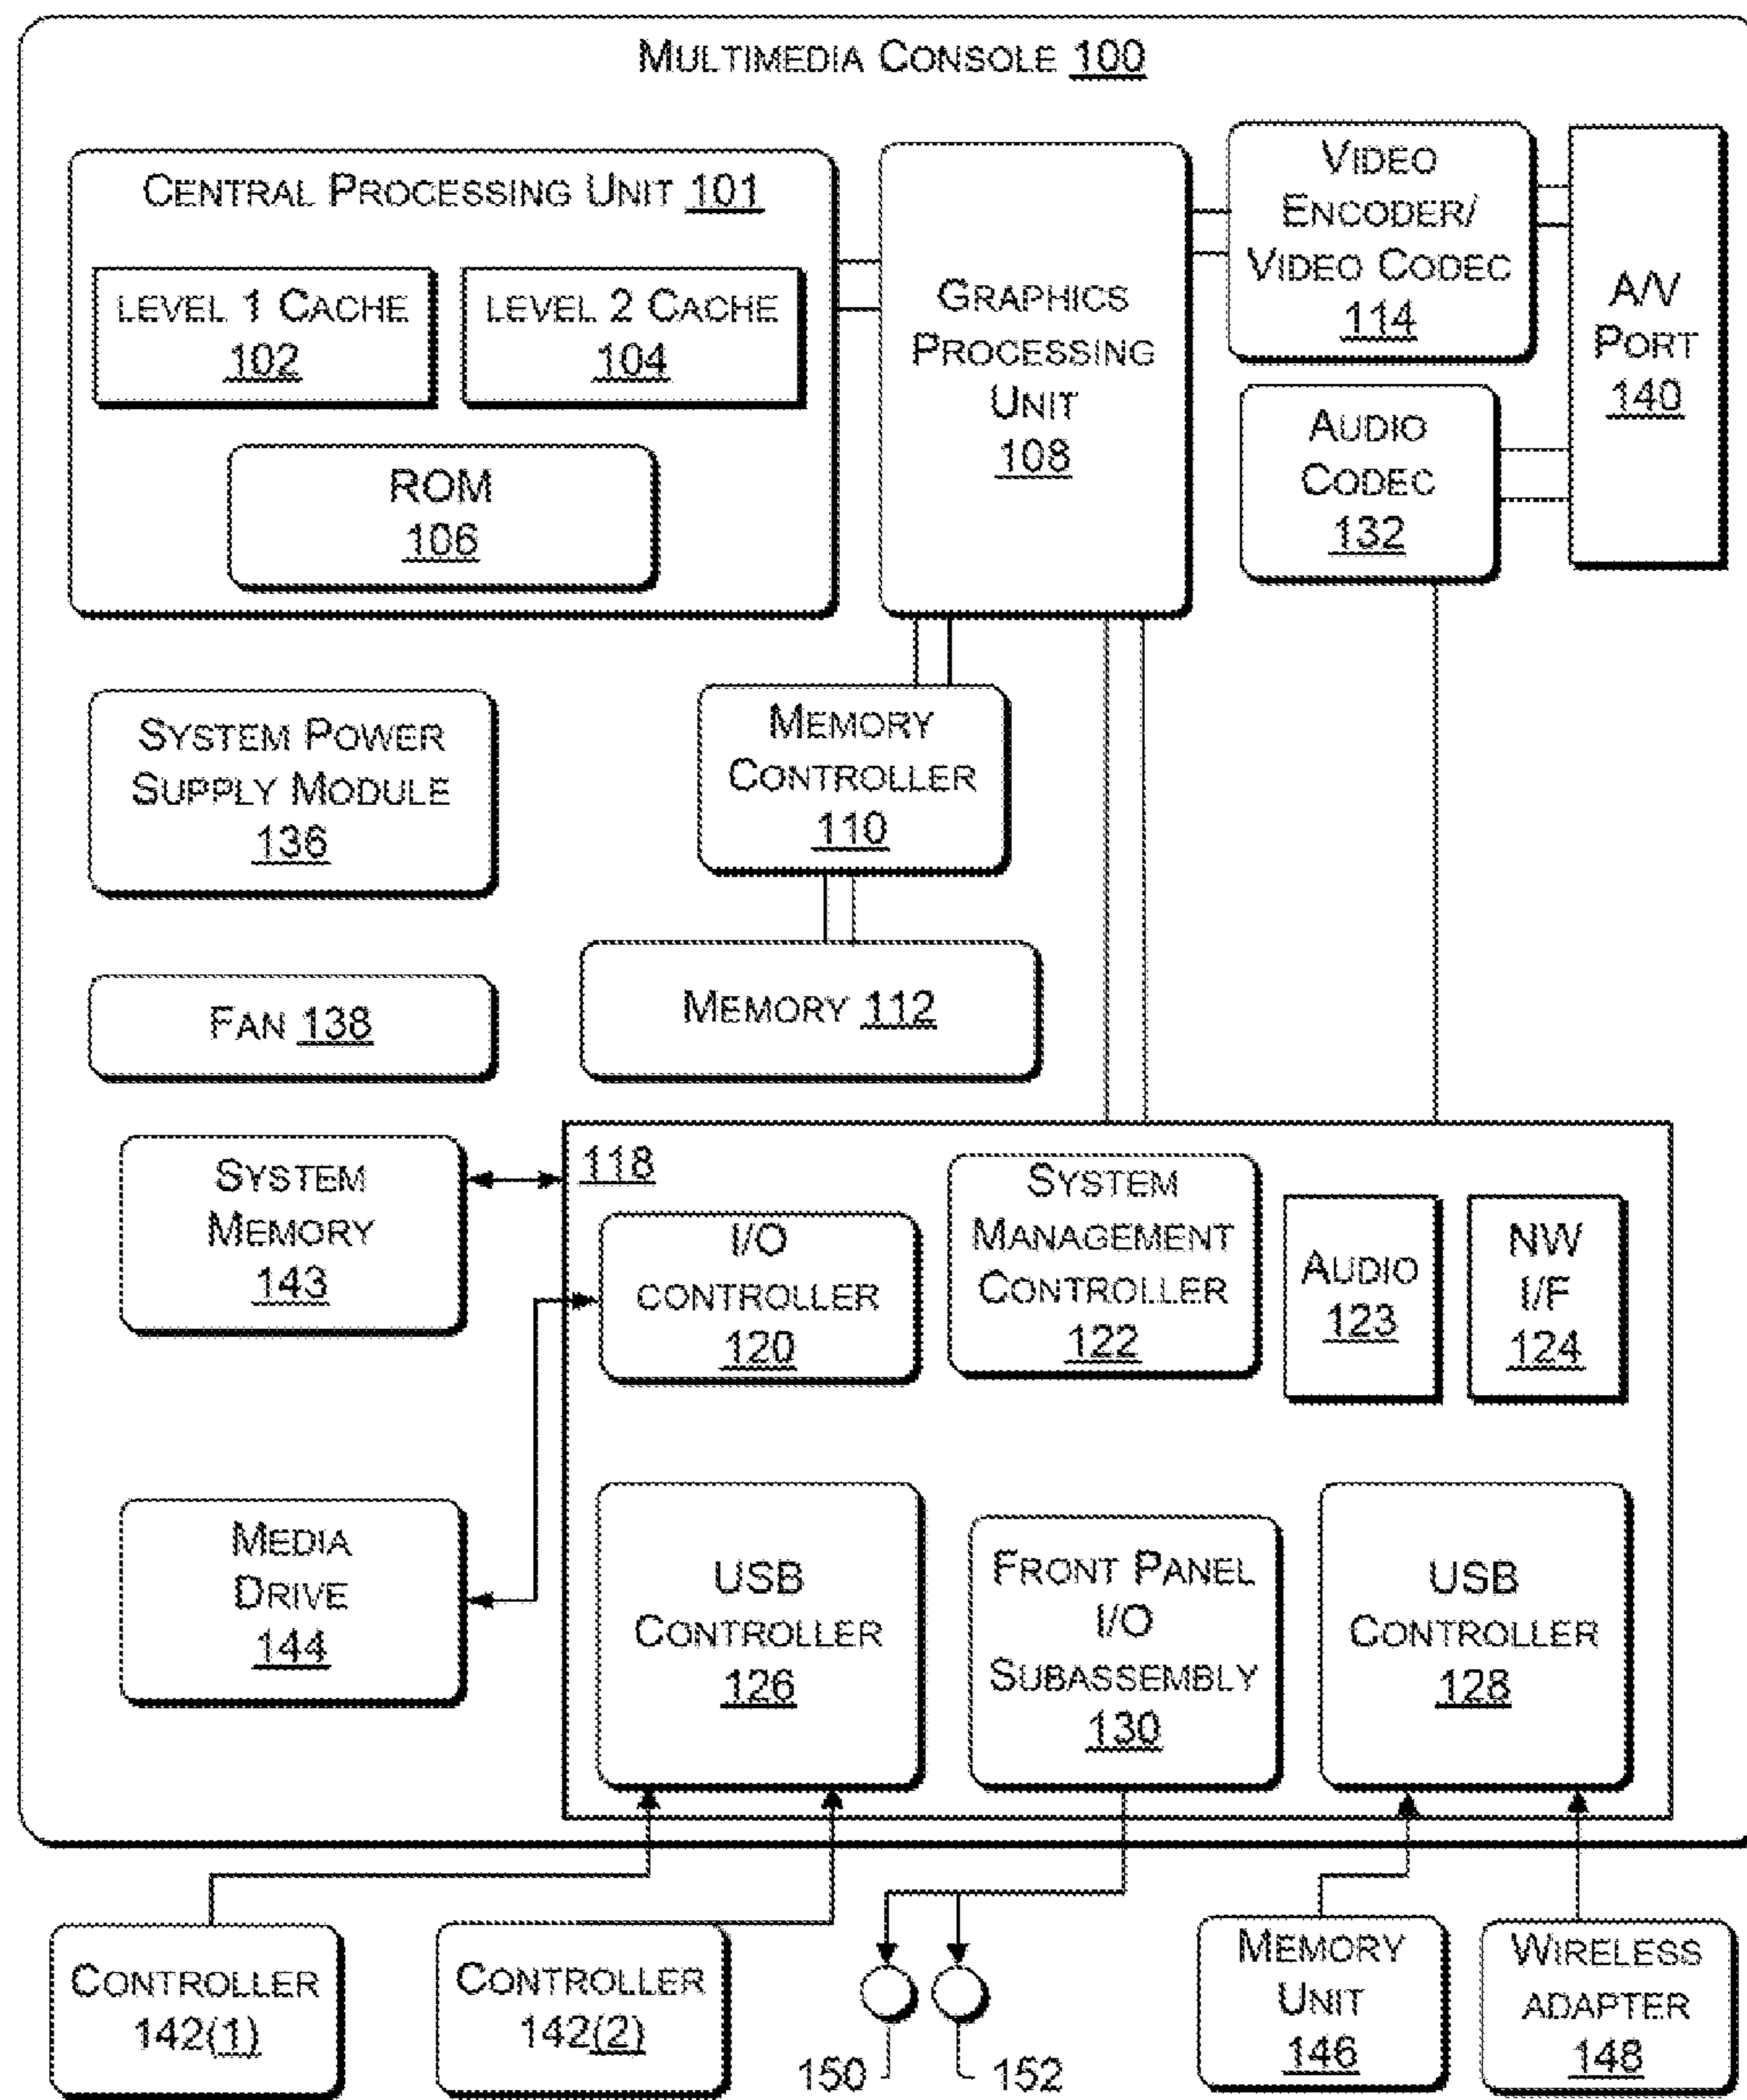 MULTIMEDIA CONSOLE 100
CENTRAL PROCESSING UNIT 101
LEVEL 1 CACHE
102
LEVEL 2 CACHE
104
ROM
106
GRAPHICS
PROCESSING
UNIT
108
VIDEO
ENCODER/
VIDEO CODEC
114
A/V
PORT
140
AUDIO
CODEC
132
SYSTEM POWER
SUPPLY MODULE
136
MEMORY
CONTROLLER
110
FAN 138
MEMORY 112
SYSTEM
MEMORY
143
118
I/O
CONTROLLER
120
SYSTEM
MANAGEMENT
CONTROLLER
122
AUDIO
123
NW
I/F
124
MEDIA
DRIVE
144
USB
CONTROLLER
126
FRONT PANEL
I/O
SUBASSEMBLY
130
USB
CONTROLLER
128
CONTROLLER
142(1)
CONTROLLER
142(2)
150
152
MEMORY
UNIT
146
WIRELESS
ADAPTER
148